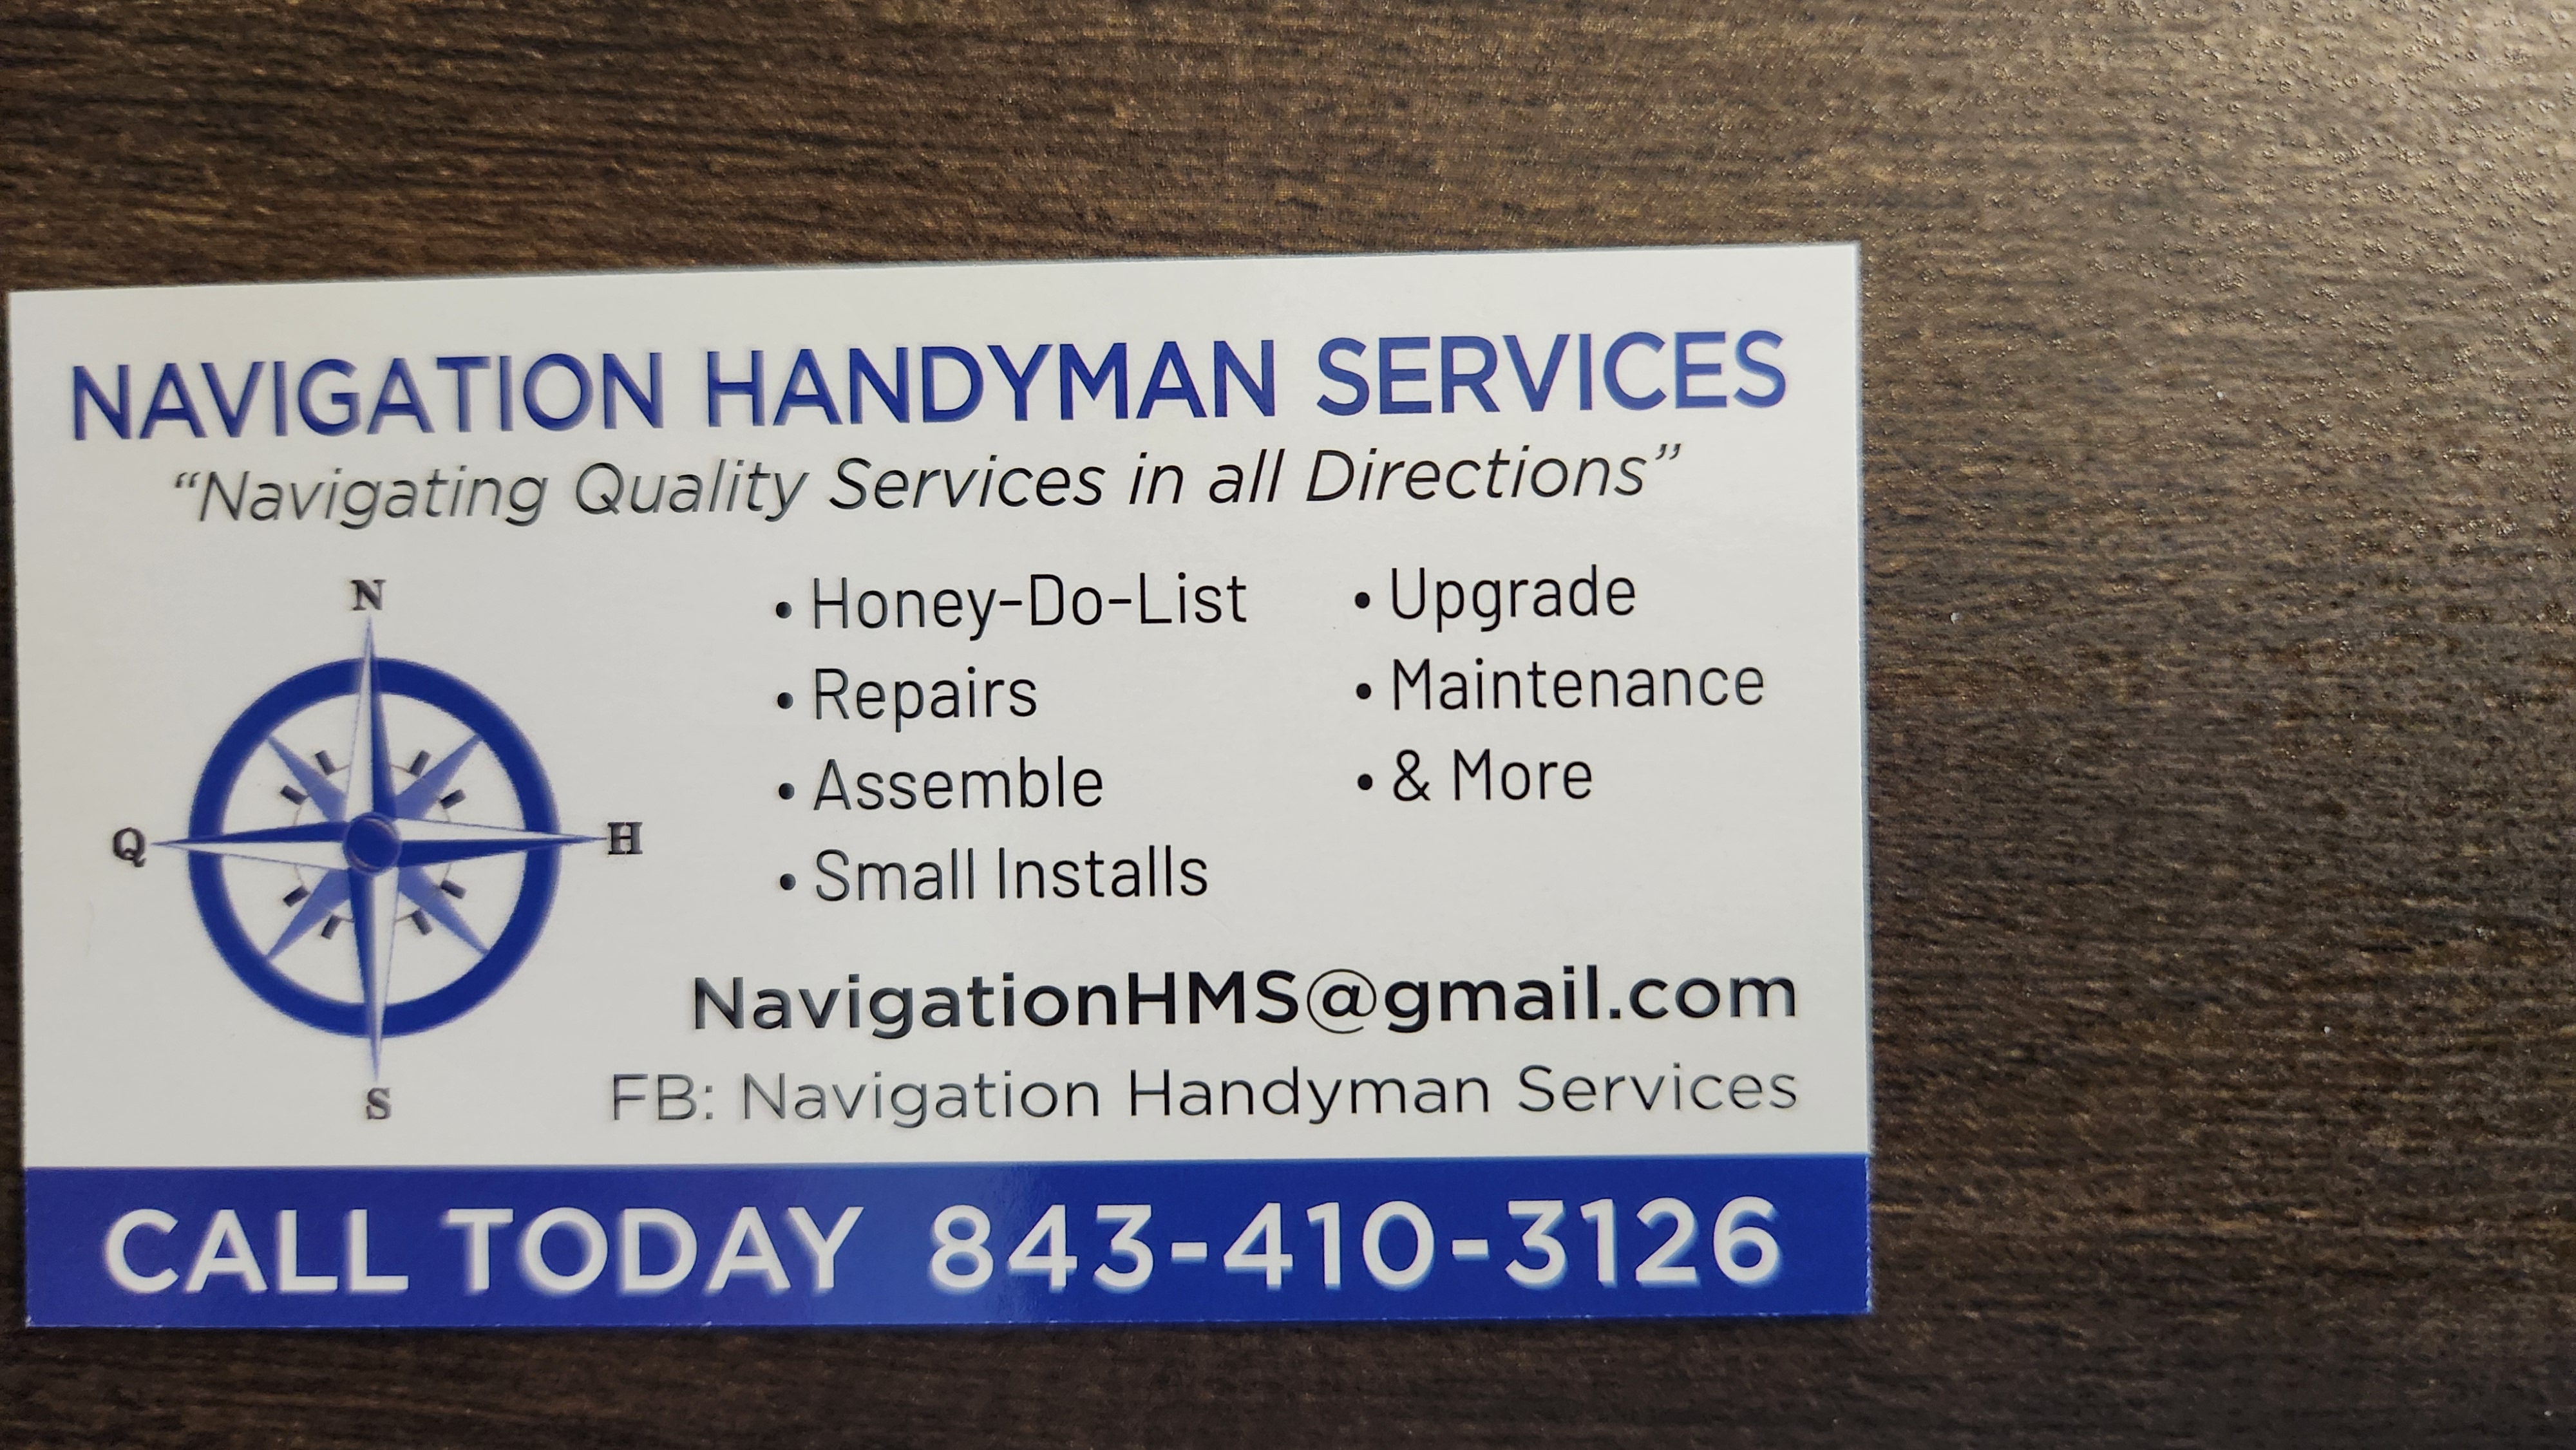 NAVIGATION HANDYMAN SERVICES
“Navigating Quality Services in all Directions”
N
Q
H
S
• Honey-Do-List
• Repairs
• Assemble
• Small Installs
• Upgrade
• Maintenance
• & More
NavigationHMS@gmail.com
FB: Navigation Handyman Services
CALL TODAY 843-410-3126